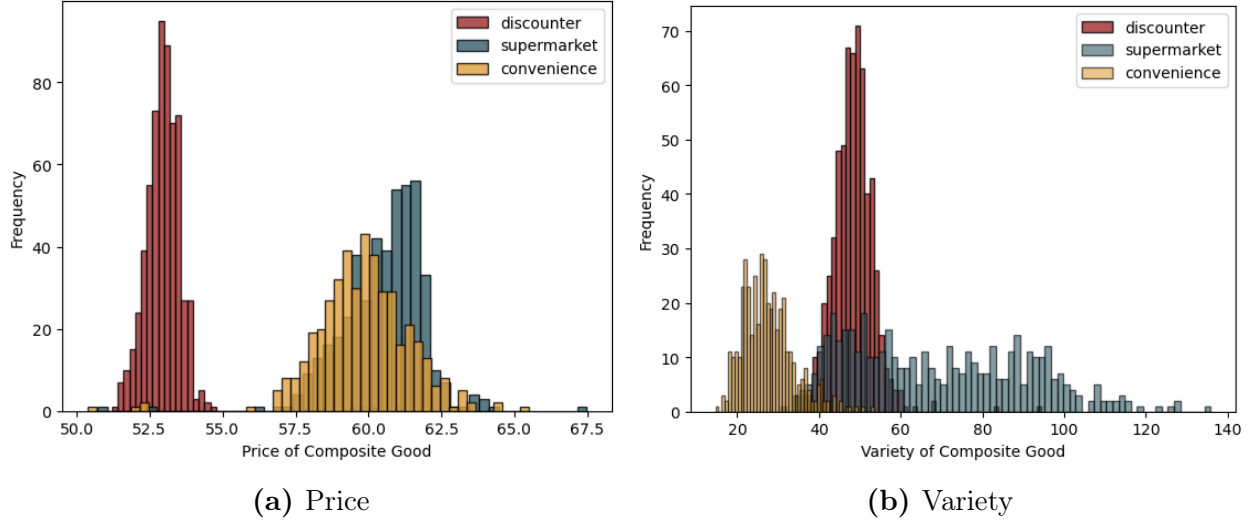 discounter
supermarket
convenience
80
60
40
20
0
Frequency
50.0 52.5 55.0 57.5 60.0 62.5 65.0 67.5
Price of Composite Good
(a) Price
discounter
supermarket
convenience
70
60
50
40
30
20
10
0
Frequency
20 40 60 80 100 120 140
Variety of Composite Good
(b) Variety